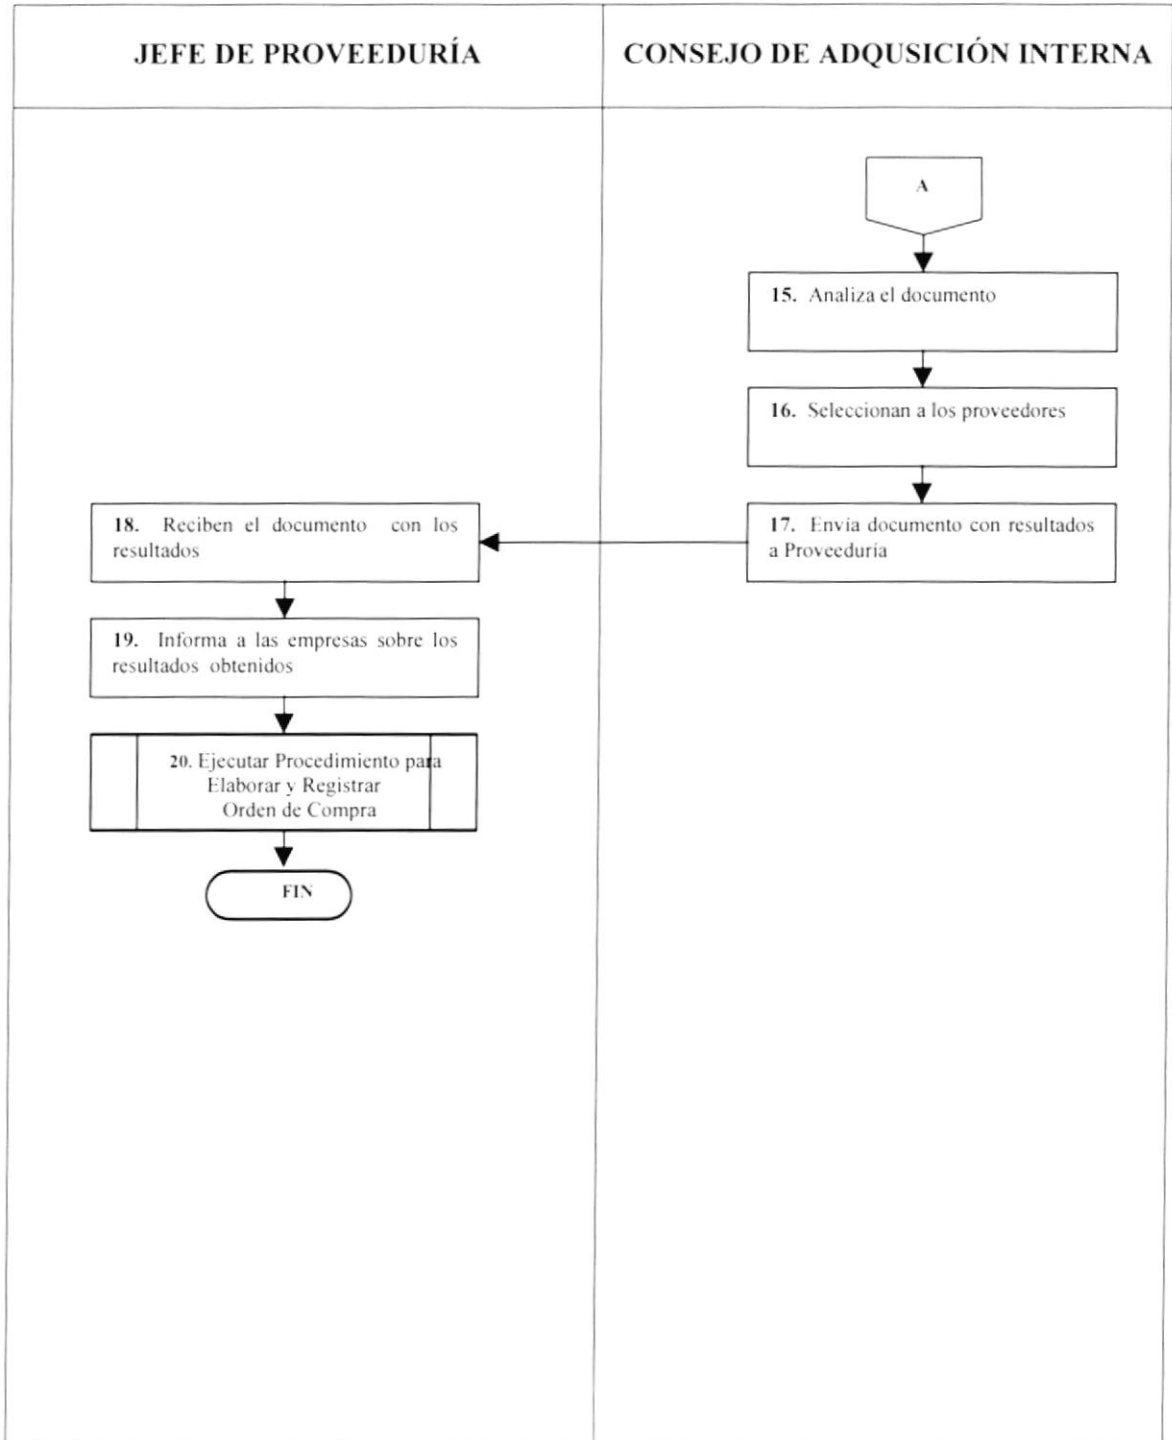 JEFE DE PROVEEDURÍA
CONSEJO DE ADQUSICIÓN INTERNA
A
15. Analiza el documento
16. Seleccionan a los proveedores
17. Envía documento con resultados
a Proveeduría
18. Reciben el documento con los
resultados
19. Informa a las empresas sobre los
resultados obtenidos
20. Ejecutar Procedimiento para
Elaborar y Registrar
Orden de Compra
FIN